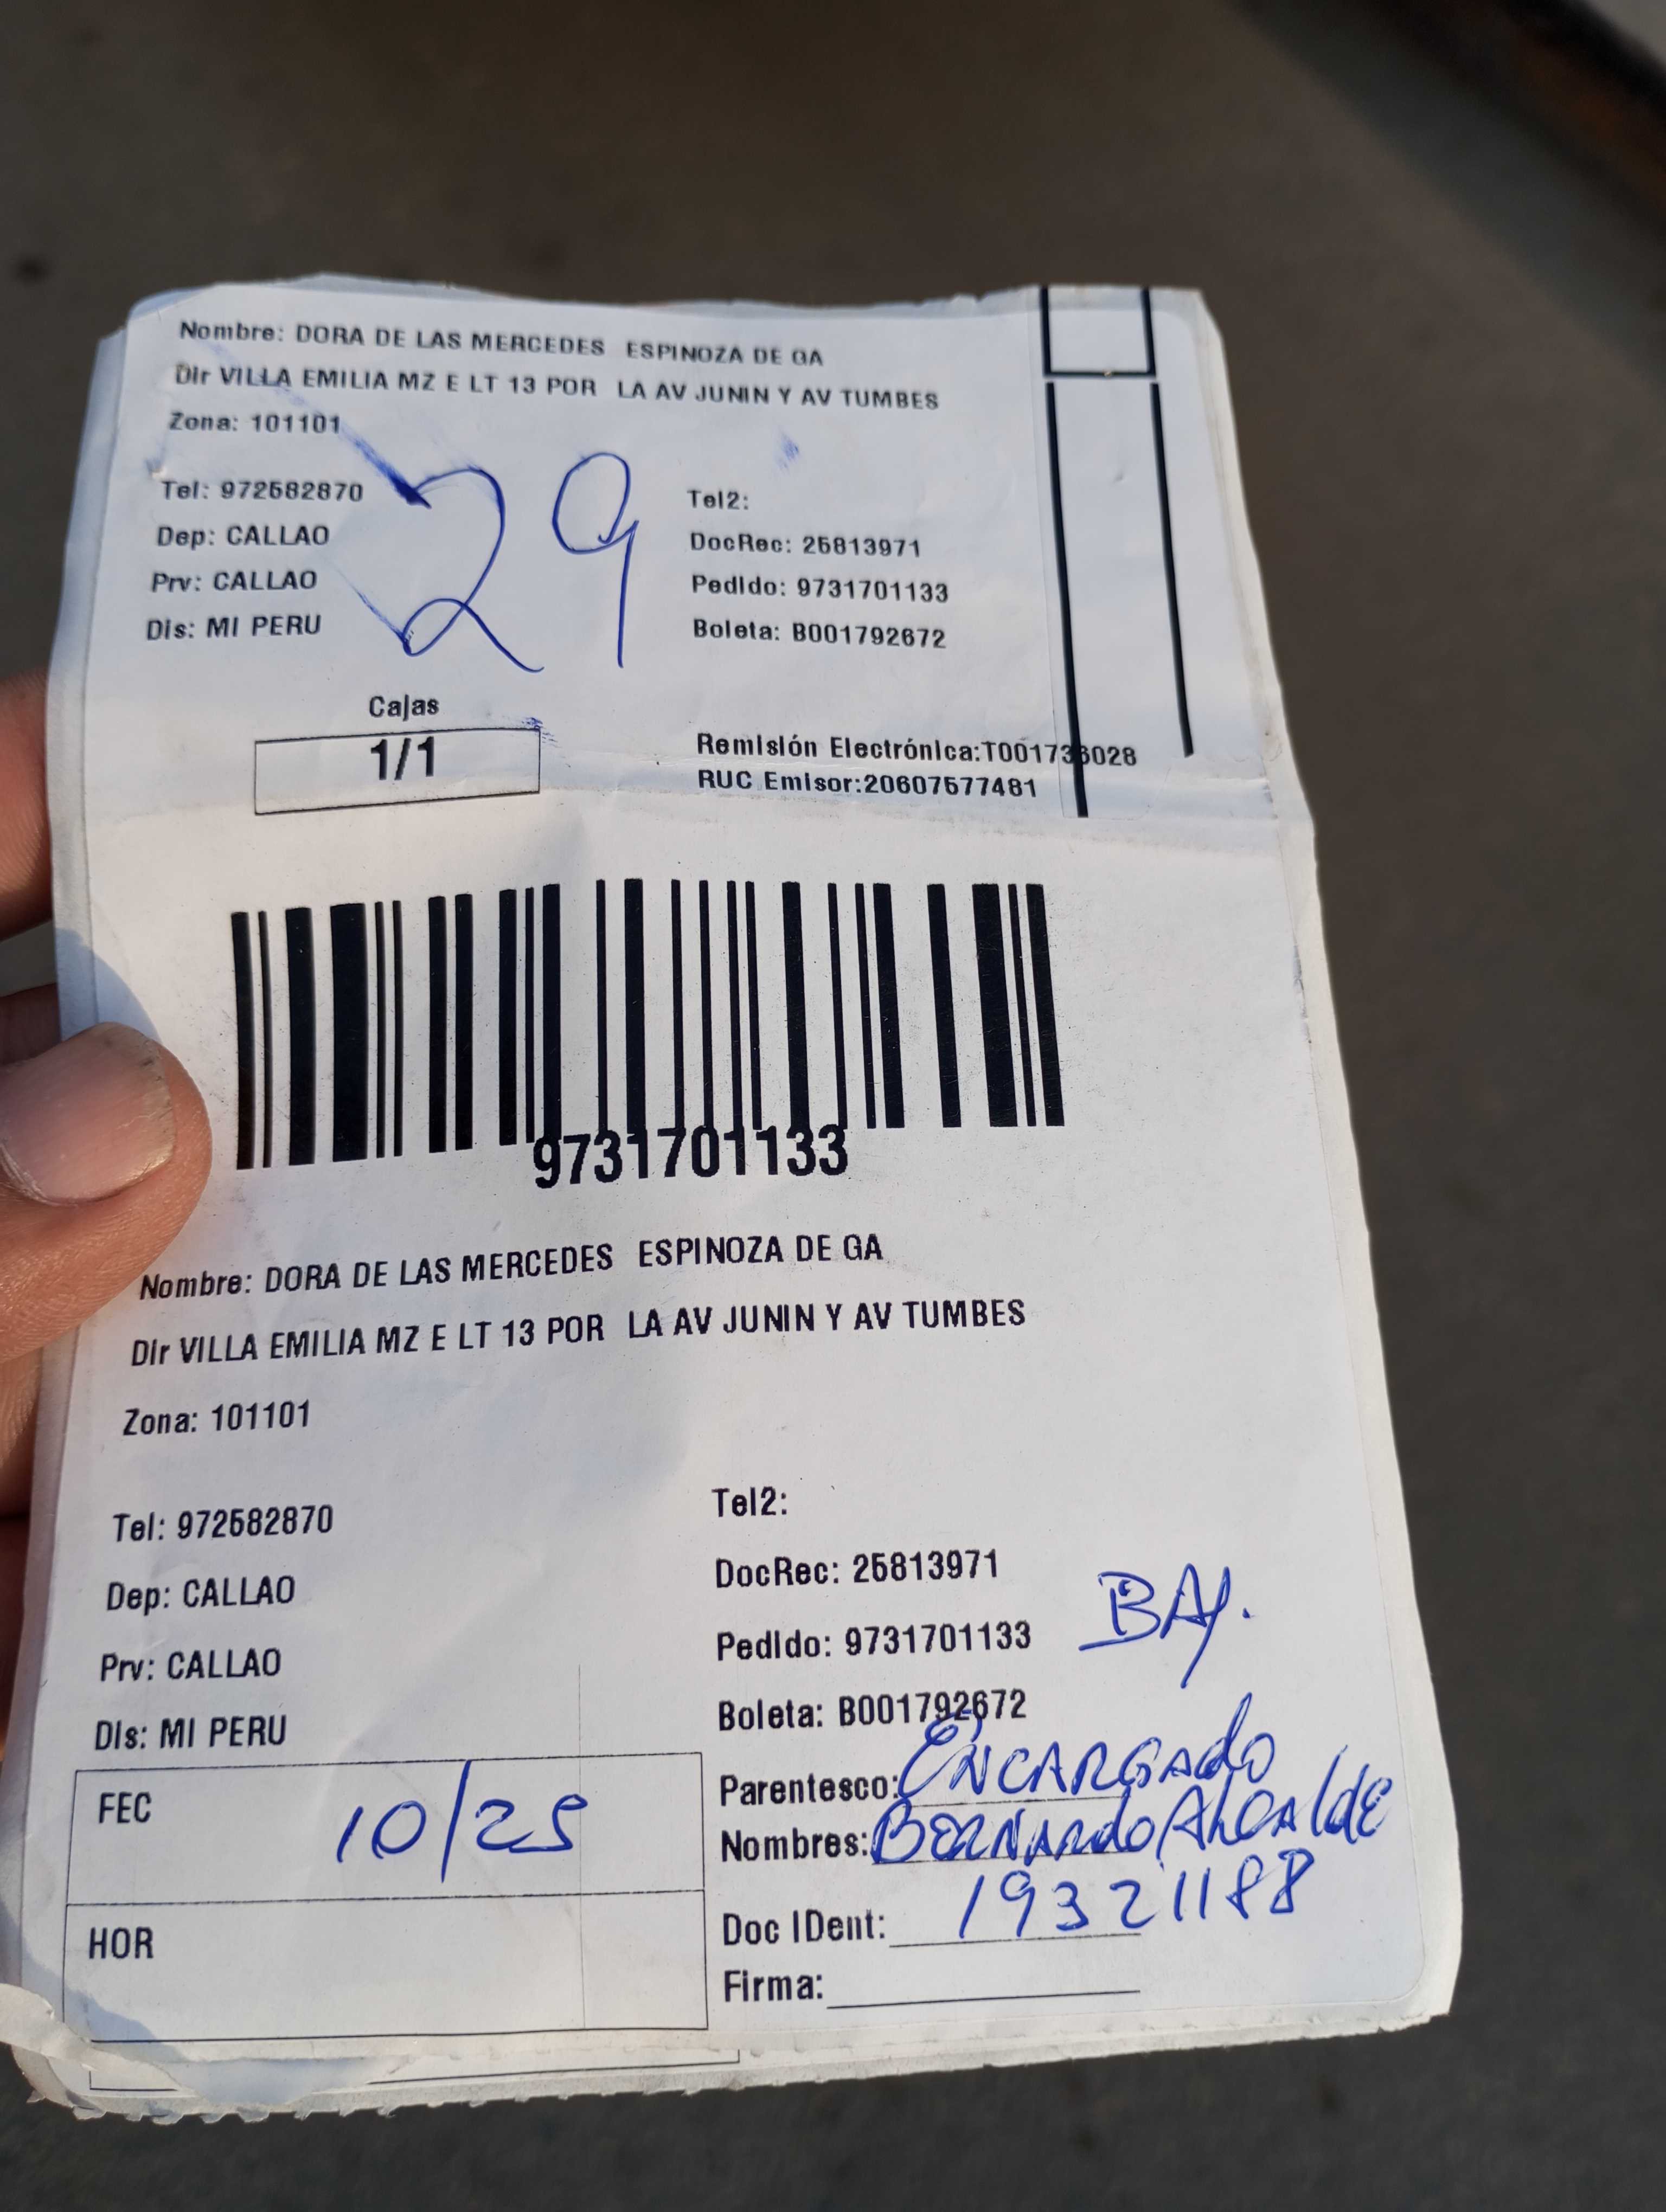 Nombre: DORA DE LAS MERCEDES ESPINOZA DE GA
Dir VILLA EMILIA MZ E LT 13 POR LA AV JUNIN Y AV TUMBES
Zona: 101101
29
Tel: 972582870 Tel2:
Dep: CALLAO DocRec: 25813971
Prv: CALLAO Pedido: 9731701133
Dis: MI PERU Boleta: B001792672
Cajas
1/1
Remisión Electrónica:T001736028
RUC Emisor:20607577481
9731701133
Nombre: DORA DE LAS MERCEDES ESPINOZA DE GA
Dir VILLA EMILIA MZ E LT 13 POR LA AV JUNIN Y AV TUMBES
Zona: 101101
Tel: 972582870 Tel2:
Dep: CALLAO DocRec: 25813971
Prv: CALLAO Pedido: 9731701133
Dis: MI PERU Boleta: B001792672
FEC 10/25
HOR
Parentesco: ENCARGAdo
Nombres: BERNARdo AlCAldE
Doc IDent: 19321188
Firma: